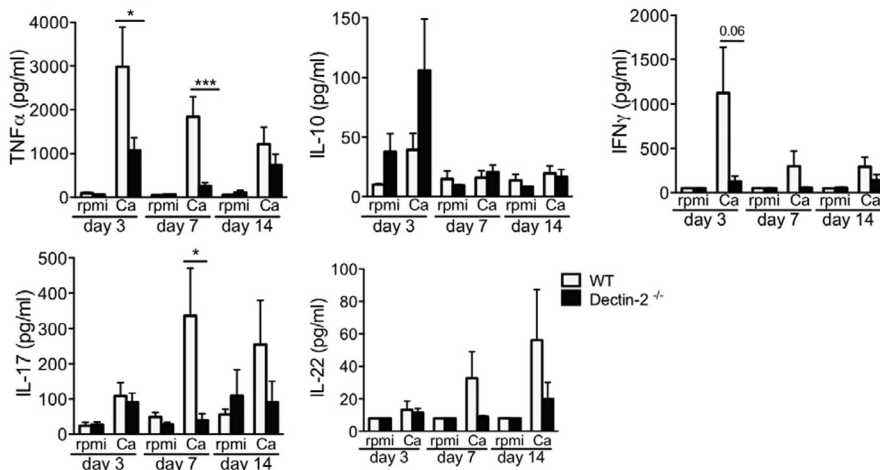 4000
3000
2000
1000
0
TNFα (pg/ml)
*
***
rpmi Ca rpmi Ca rpmi Ca
day 3 day 7 day 14
150
100
50
0
IL-10 (pg/ml)
rpmi Ca rpmi Ca rpmi Ca
day 3 day 7 day 14
2000
1500
1000
500
0
IFNγ (pg/ml)
0.06
rpmi Ca rpmi Ca rpmi Ca
day 3 day 7 day 14
500
400
300
200
100
0
IL-17 (pg/ml)
*
rpmi Ca rpmi Ca rpmi Ca
day 3 day 7 day 14
100
80
60
40
20
0
IL-22 (pg/ml)
rpmi Ca rpmi Ca rpmi Ca
day 3 day 7 day 14
WT
Dectin-2 -/-